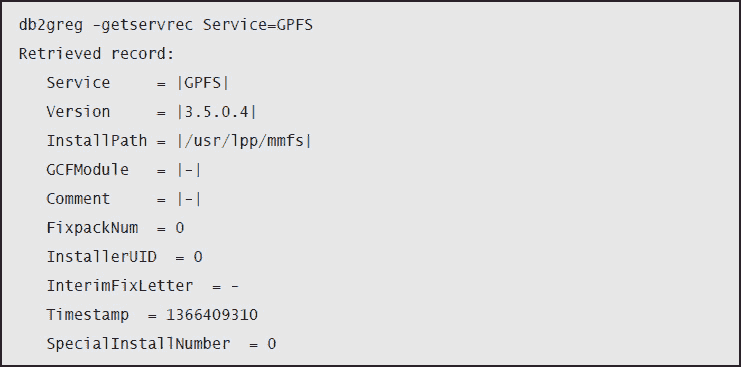 db2greg -getservrec Service=GPFS
Retrieved record:
   Service     = |GPFS|
   Version     = |3.5.0.4|
   InstallPath = |/usr/lpp/mmfs|
   GCFModule   = |-|
   Comment     = |-|
   FixpackNum  = 0
   InstallerUID  = 0
   InterimFixLetter  = -
   Timestamp  = 1366409310
   SpecialInstallNumber  = 0